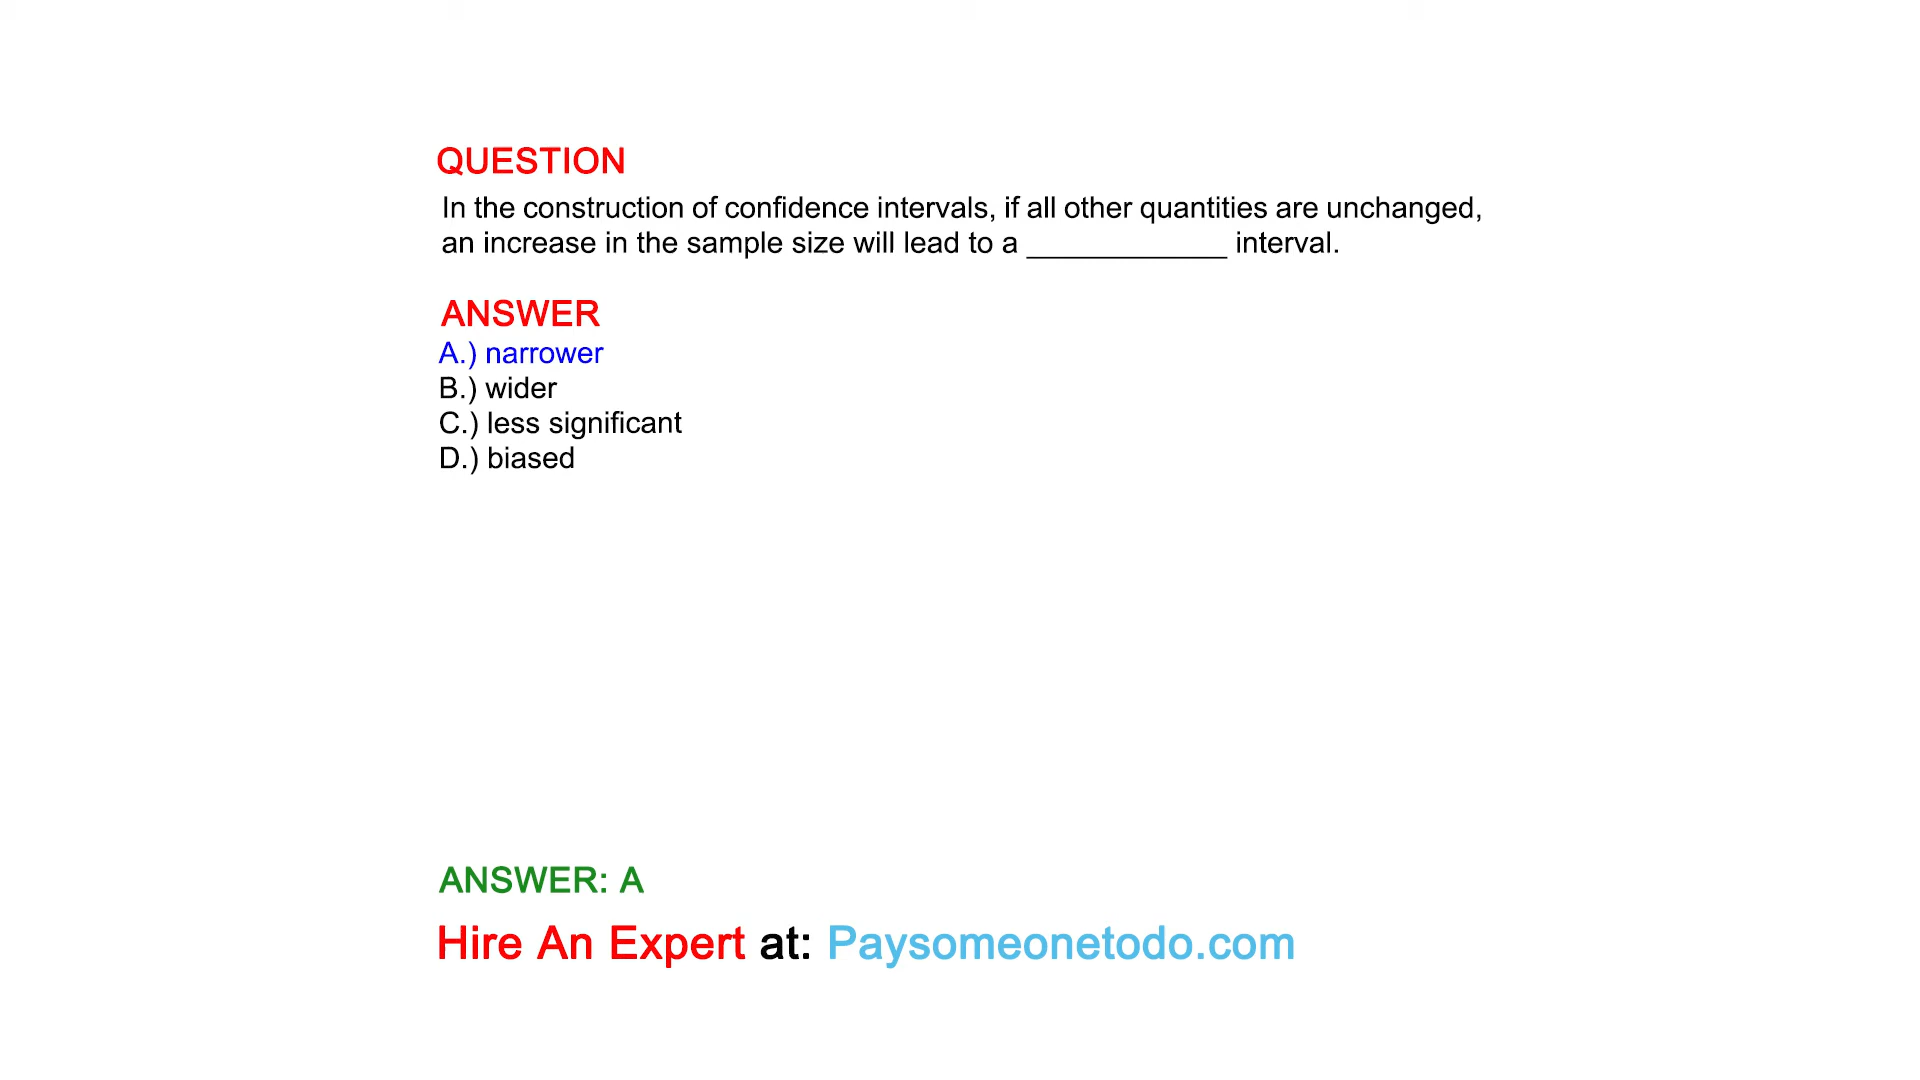 QUESTION
In the construction of confidence intervals, if all other quantities are unchanged,
an increase in the sample size will lead to a ____________ interval.
ANSWER
A.) narrower
B.) wider
C.) less significant
D.) biased
ANSWER: A
Hire An Expert at: Paysomeonetodo.com